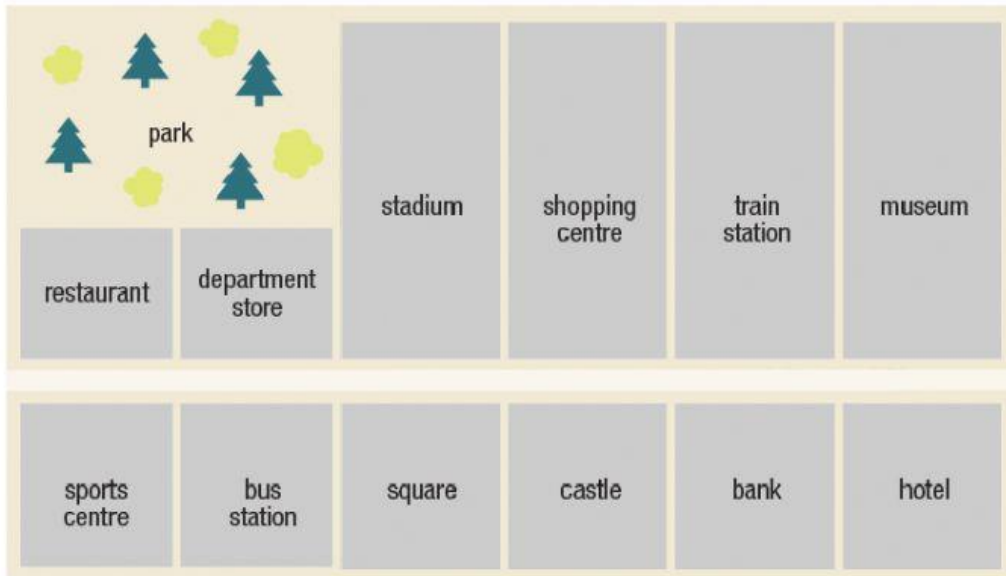 park
stadium
shopping
centre
train
station
museum
restaurant
department
store
sports
centre
bus
station
square
castle
bank
hotel